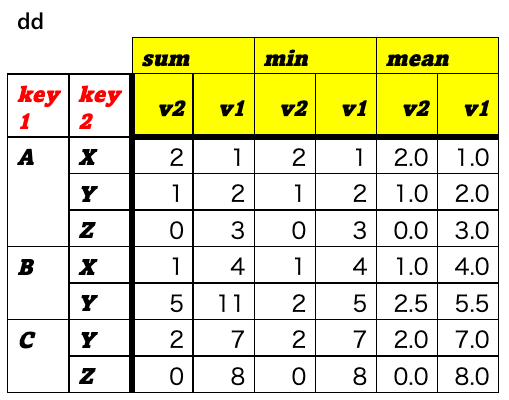 dd
sum min mean
key 1 key 2 v2 v1 v2 v1 v2 v1
A X 2 1 2 1 2.0 1.0
Y 1 2 1 2 1.0 2.0
Z 0 3 0 3 0.0 3.0
B X 1 4 1 4 1.0 4.0
Y 5 11 2 5 2.5 5.5
C Y 2 7 2 7 2.0 7.0
Z 0 8 0 8 0.0 8.0